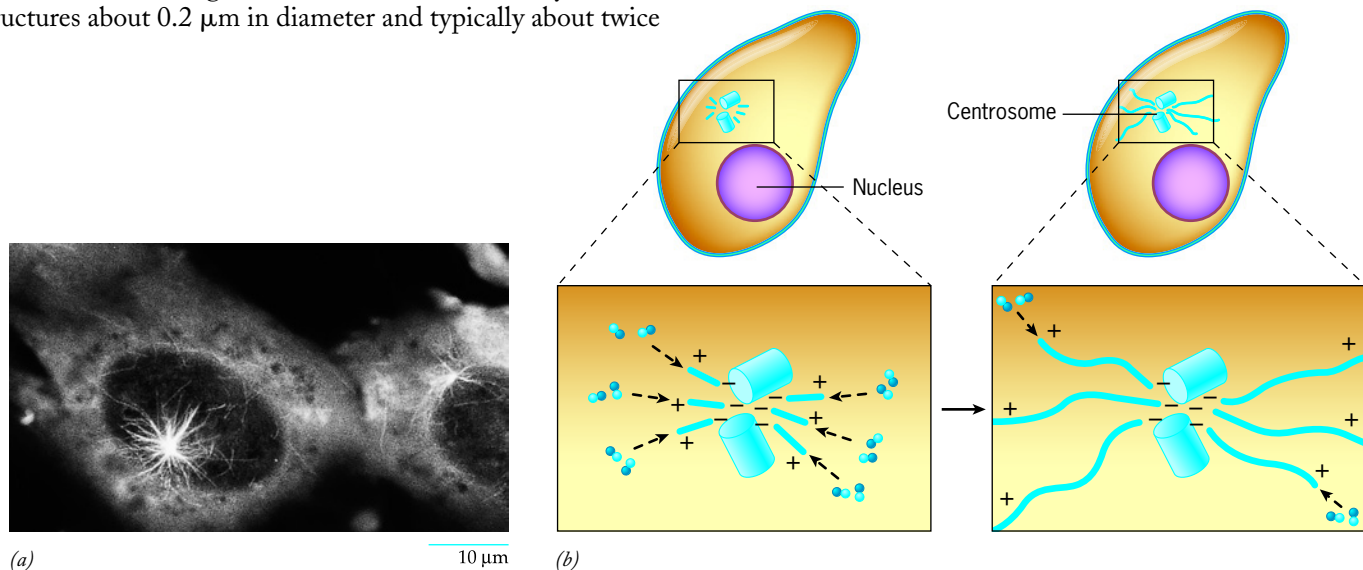 uctures about 0.2 μm in diameter and typically about twice
Centrosome
Nucleus
+ + + + + +
− − − − − −
+ + + + + +
− − − − − −
10 μm
(a)
(b)